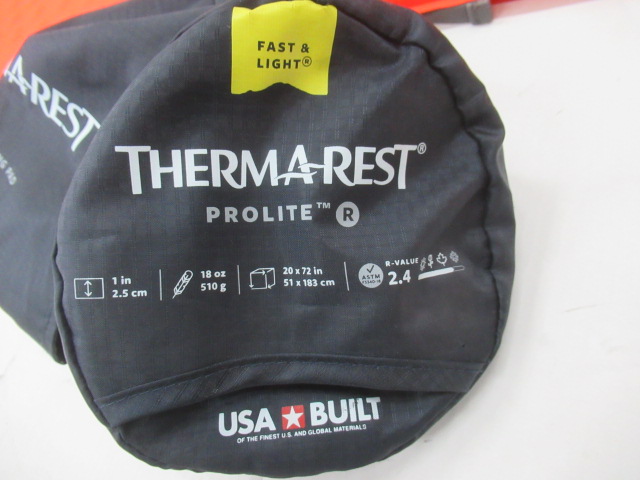 FAST &
LIGHT®
A-REST
THERMAREST®
PROLITE™ R
1 in
2.5 cm
18 oz
510 g
20 x 72 in
51 x 183 cm
ASTM
R-VALUE
2.4
USA BUILT
OF THE FINEST U.S. AND GLOBAL MATERIALS